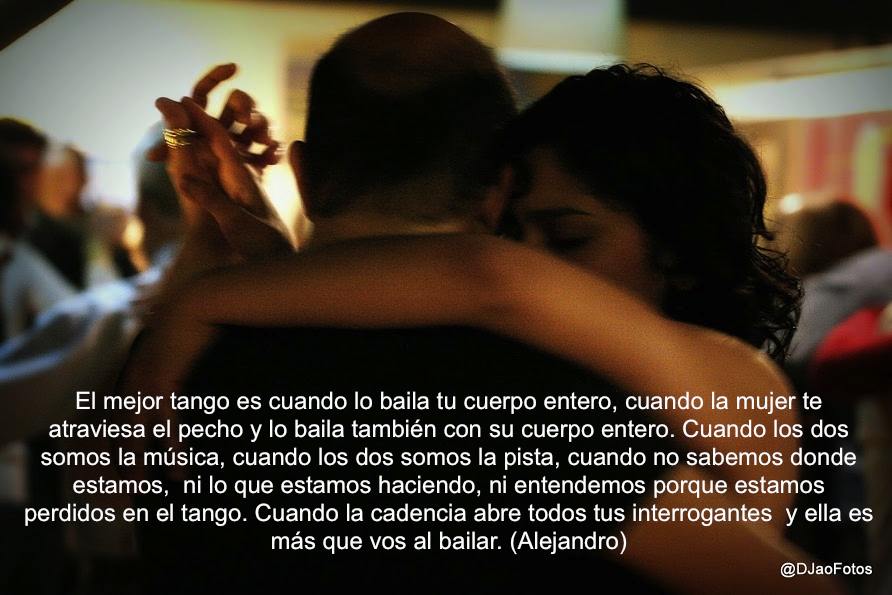 El mejor tango es cuando lo baila tu cuerpo entero, cuando la mujer te
atraviesa el pecho y lo baila también con su cuerpo entero. Cuando los dos
somos la música, cuando los dos somos la pista, cuando no sabemos donde
estamos,  ni lo que estamos haciendo, ni entendemos porque estamos
perdidos en el tango. Cuando la cadencia abre todos tus interrogantes  y ella es
más que vos al bailar. (Alejandro)
@DJaoFotos